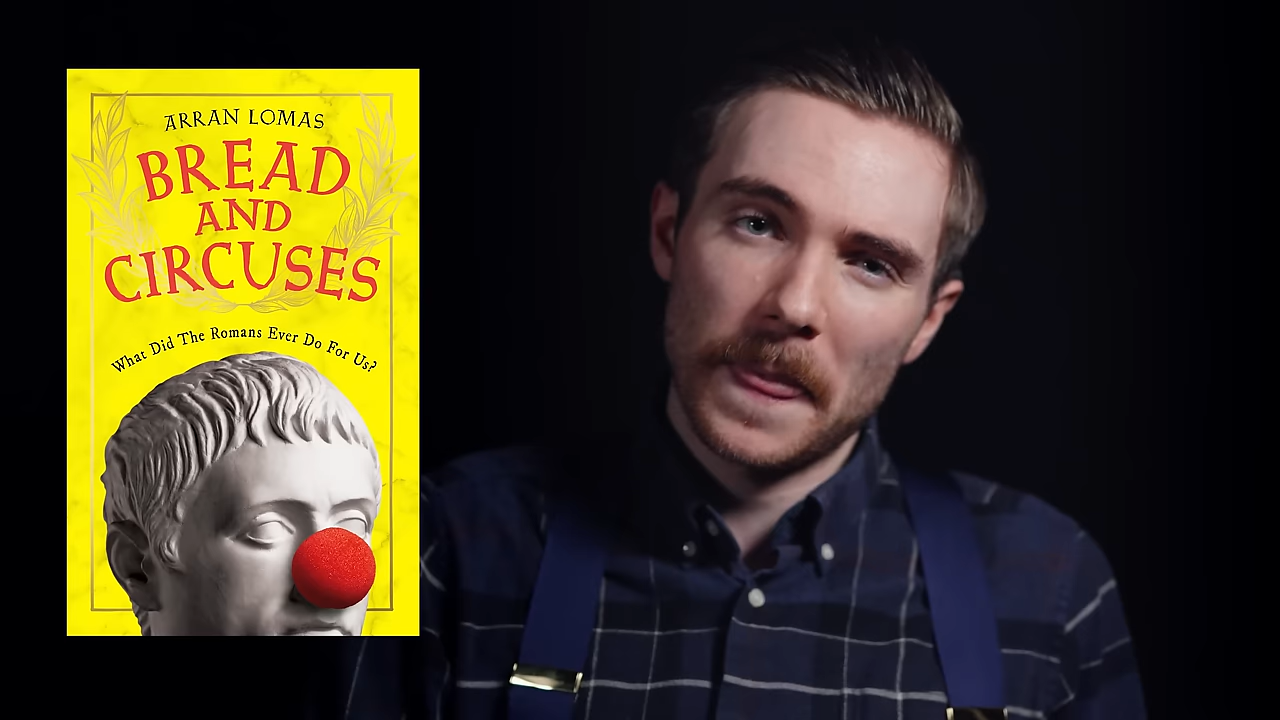 ARRAN LOMAS
BREAD
AND
CIRCUSES
What Did The Romans Ever Do For Us?